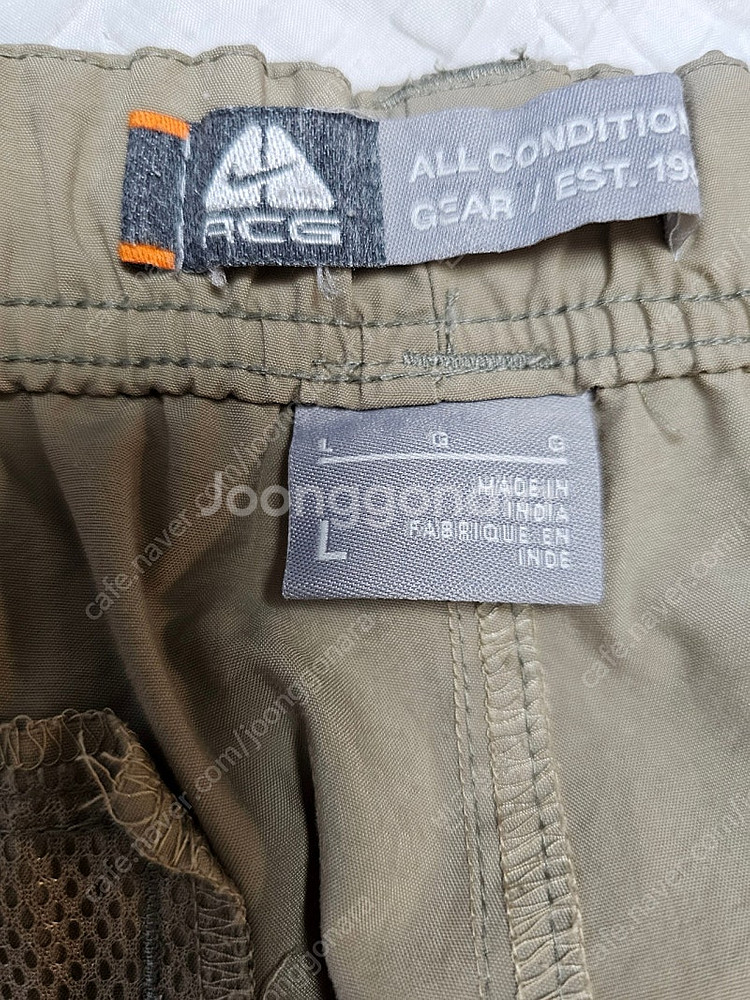 ACG
ALL CONDITION
GEAR / EST. 19
L G G
L
MADE IN
INDIA
FABRIQUE EN
INDE
Joonggonara
cafe.naver.com/joonggonara